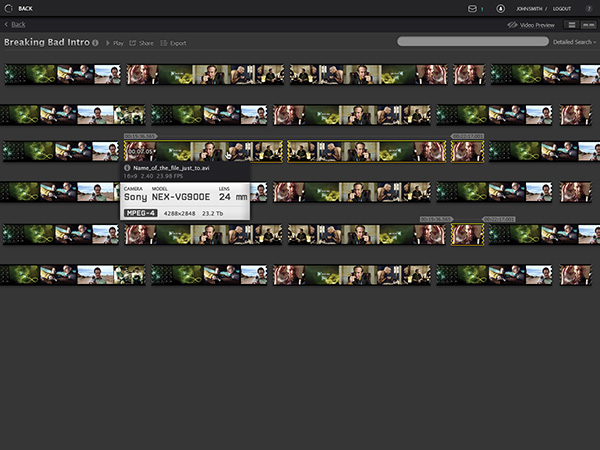 BACK
1
JOHNSMITH / LOGOUT
?
Back
Video Preview
Breaking Bad Intro
Play
Share
Export
Detailed Search
00:15:36,565
00:22:17,001
00:07:05
Name_of_the_file_just_to.avi
16x9 2.40 23.98 FPS
CAMERA MODEL LENS
Sony NEX-VG900E 24 mm
MPEG-4 4288x2848 23.2 Tb
00:15:36,565
00:22:17,001